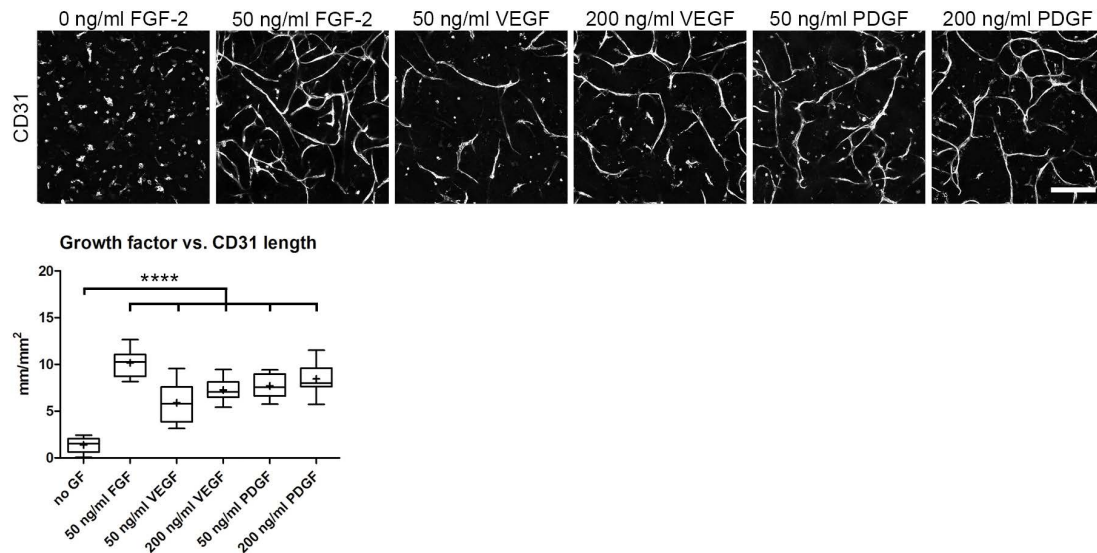 0 ng/ml FGF-2 50 ng/ml FGF-2 50 ng/ml VEGF 200 ng/ml VEGF 50 ng/ml PDGF 200 ng/ml PDGF
CD31
Growth factor vs. CD31 length
****
20
15
10
5
0
mm/mm²
no GF
50 ng/ml FGF
50 ng/ml VEGF
200 ng/ml VEGF
50 ng/ml PDGF
200 ng/ml PDGF